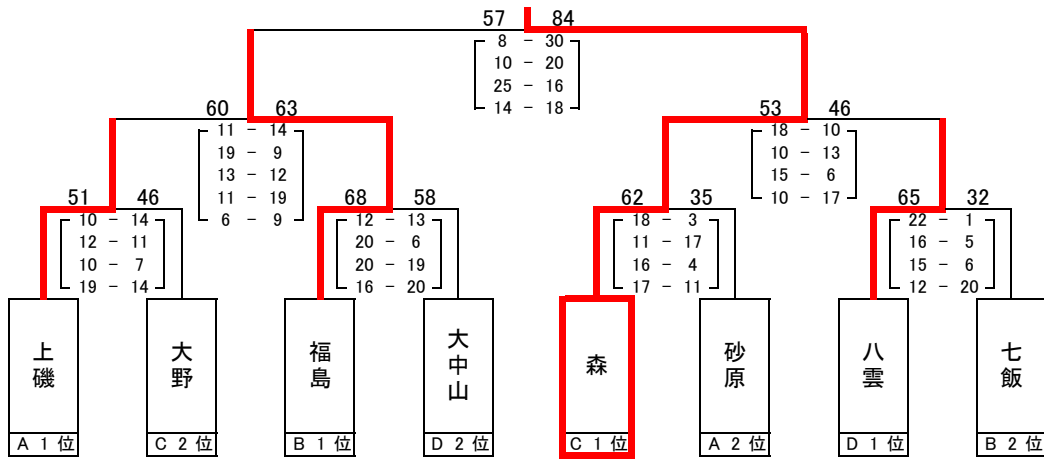 57 84
8 - 30
10 - 20
25 - 16
14 - 18
60 63
11 - 14
19 - 9
13 - 12
11 - 19
6 - 9
53 46
18 - 10
10 - 13
15 - 6
10 - 17
51 46
10 - 14
12 - 11
10 - 7
19 - 14
68 58
12 - 13
20 - 6
20 - 19
16 - 20
62 35
18 - 3
11 - 17
16 - 4
17 - 11
65 32
22 - 1
16 - 5
15 - 6
12 - 20
上磯
大野
福島
大中山
森
砂原
八雲
七飯
A 1 位
C 2 位
B 1 位
D 2 位
C 1 位
A 2 位
D 1 位
B 2 位